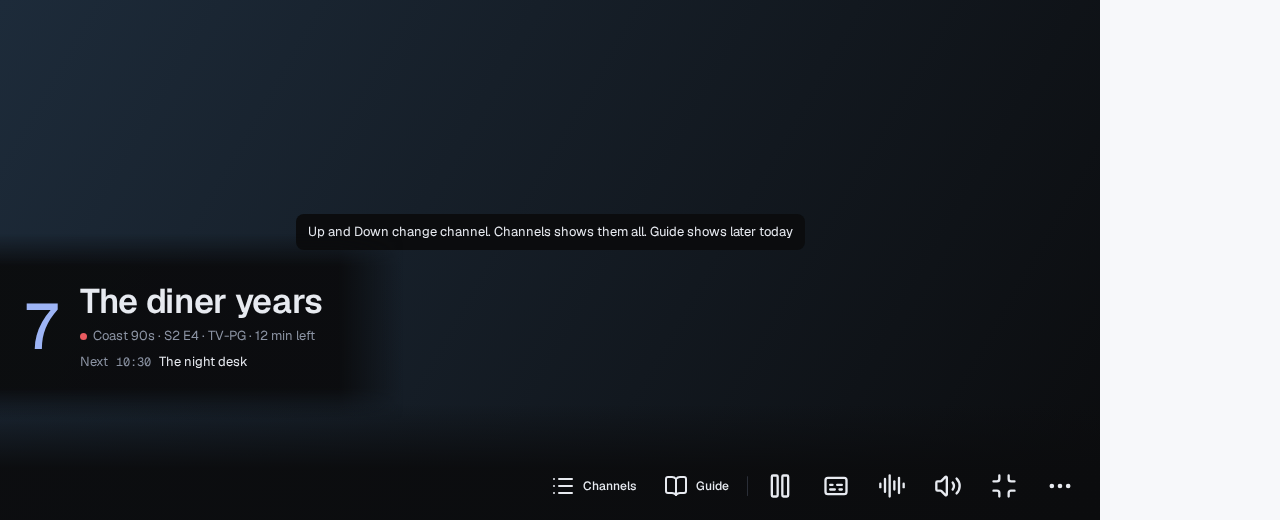 Up and Down change channel. Channels shows them all. Guide shows later today
7
The diner years
Coast 90s · S2 E4 · TV-PG · 12 min left
Next 10:30 The night desk
Channels Guide